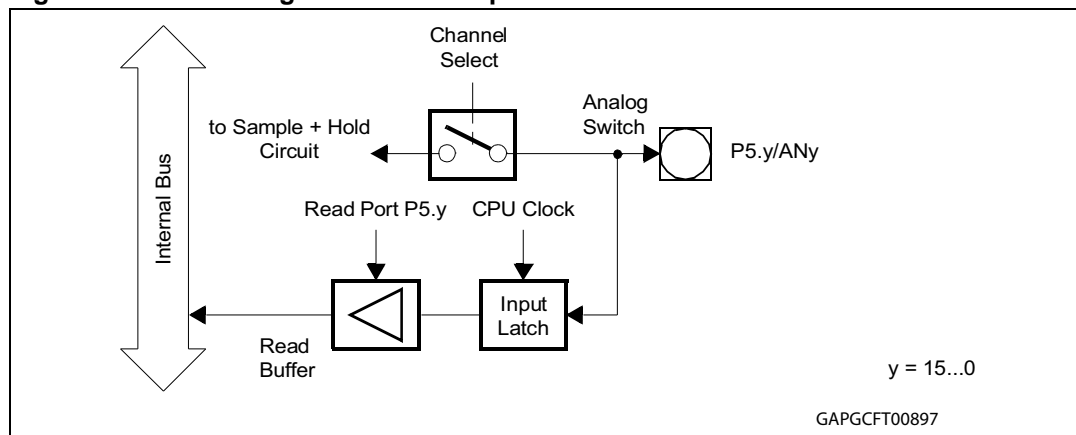 Channel
Select
to Sample + Hold
Circuit
Analog
Switch
P5.y/ANy
Internal Bus
Read Port P5.y
CPU Clock
Input
Latch
Read
Buffer
y = 15...0
GAPGCFT00897